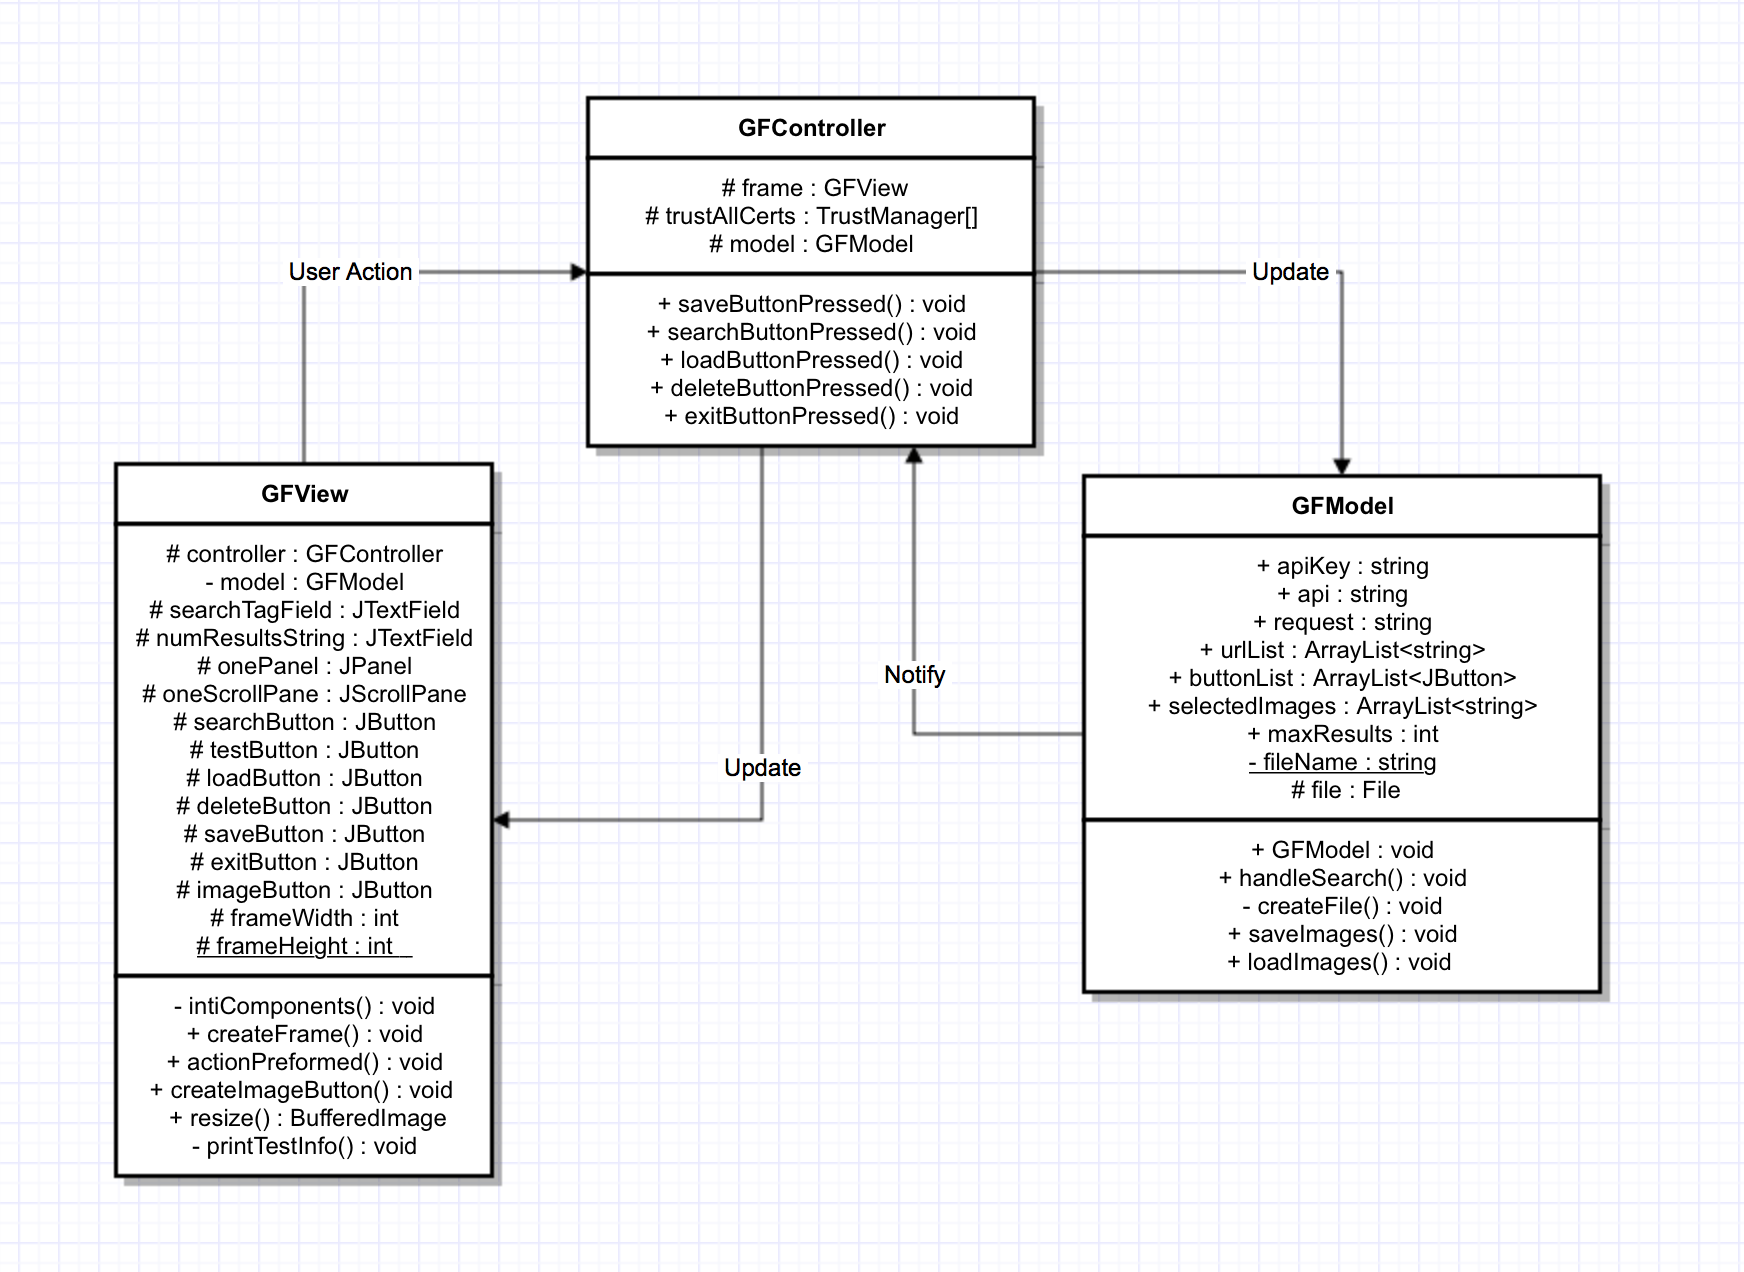 GFController
# frame : GFView
# trustAllCerts : TrustManager[]
# model : GFModel
+ saveButtonPressed() : void
+ searchButtonPressed() : void
+ loadButtonPressed() : void
+ deleteButtonPressed() : void
+ exitButtonPressed() : void
User Action
Update
GFView
# controller : GFController
- model : GFModel
# searchTagField : JTextField
# numResultsString : JTextField
# onePanel : JPanel
# oneScrollPane : JScrollPane
# searchButton : JButton
# testButton : JButton
# loadButton : JButton
# deleteButton : JButton
# saveButton : JButton
# exitButton : JButton
# imageButton : JButton
# frameWidth : int
# frameHeight : int_
- intiComponents() : void
+ createFrame() : void
+ actionPreformed() : void
+ createImageButton() : void
+ resize() : BufferedImage
- printTestInfo() : void
Update
Notify
GFModel
+ apiKey : string
+ api : string
+ request : string
+ urlList : ArrayList<string>
+ buttonList : ArrayList<JButton>
+ selectedImages : ArrayList<string>
+ maxResults : int
- fileName : string
# file : File
+ GFModel : void
+ handleSearch() : void
- createFile() : void
+ saveImages() : void
+ loadImages() : void